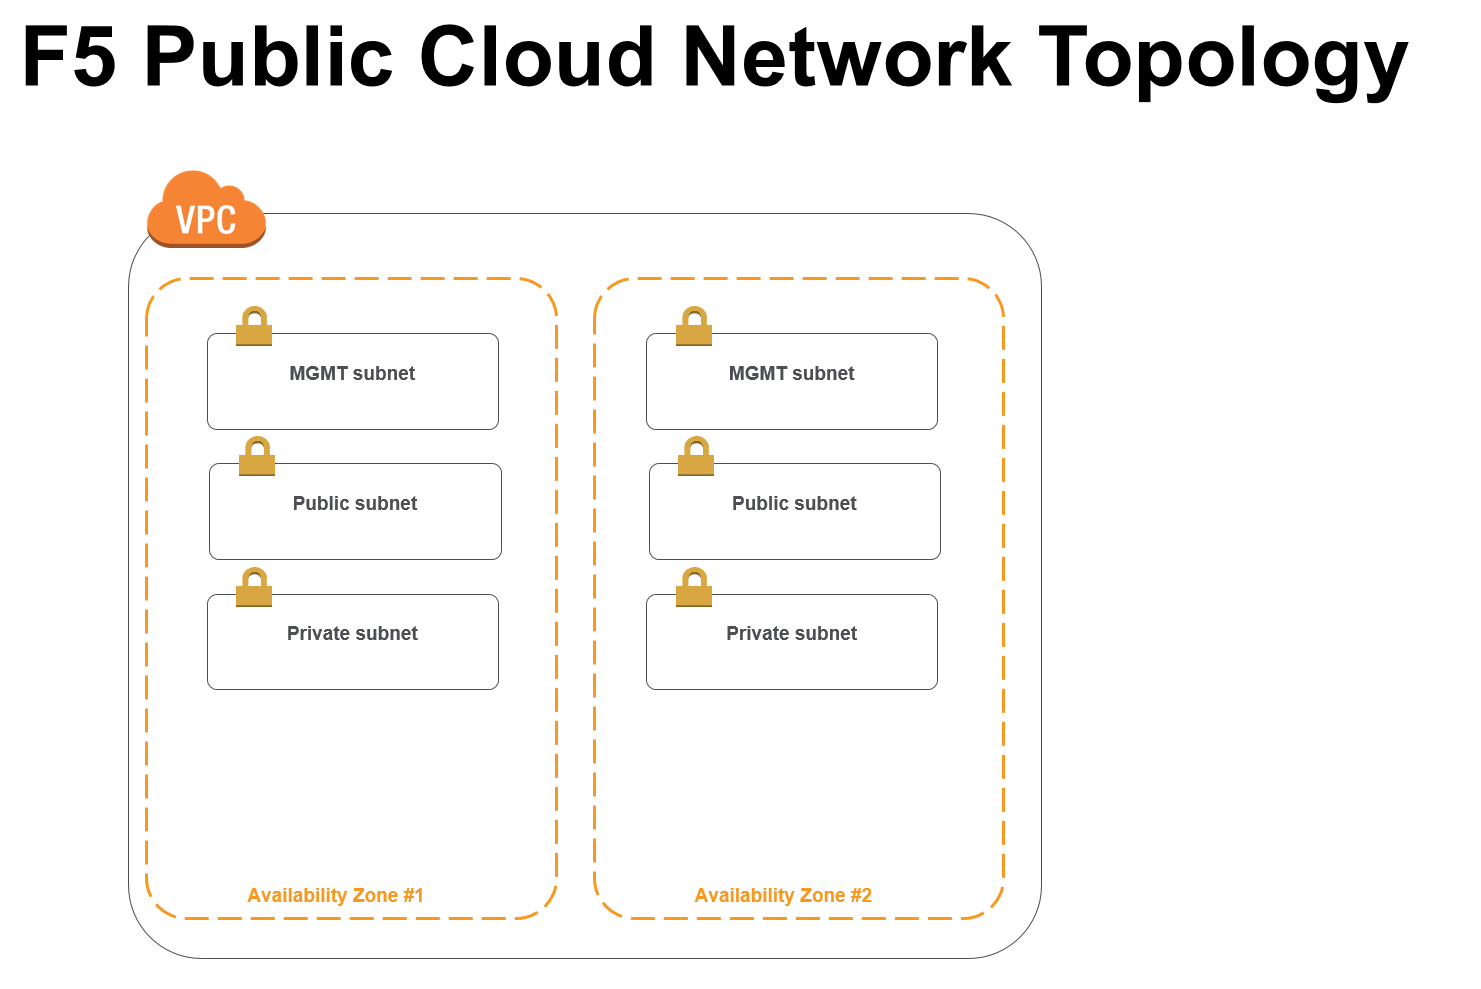 F5 Public Cloud Network Topology
VPC
MGMT subnet
Public subnet
Private subnet
Availability Zone #1
MGMT subnet
Public subnet
Private subnet
Availability Zone #2